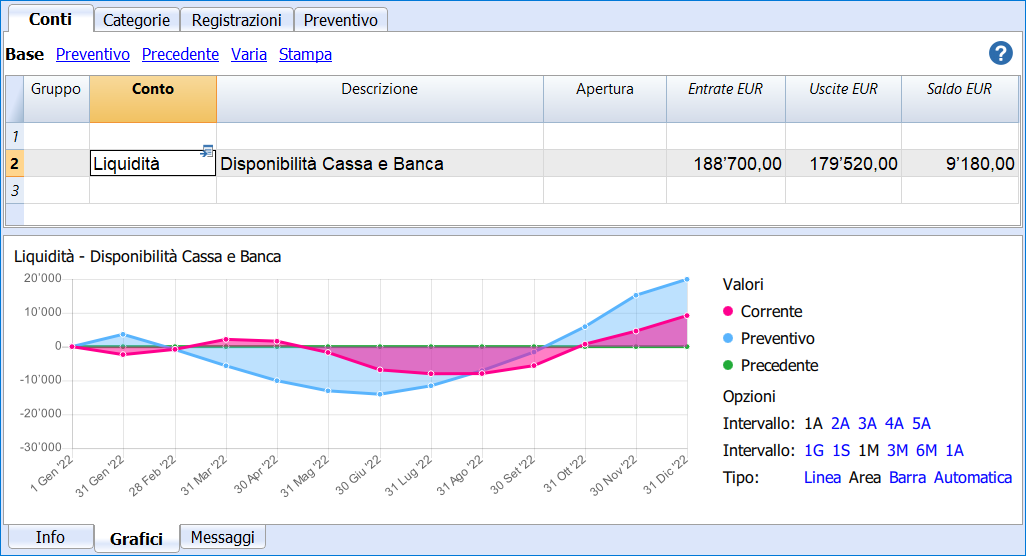 Conti Categorie Registrazioni Preventivo
Base Preventivo Precedente Varia Stampa ?
Gruppo Conto Descrizione Apertura Entrate EUR Uscite EUR Saldo EUR
1
2 Liquidità Disponibilità Cassa e Banca 188'700,00 179'520,00 9'180,00
3
Liquidità - Disponibilità Cassa e Banca
20'000
10'000
0
-10'000
-20'000
-30'000
1 Gen '22 31 Gen '22 28 Feb '22 31 Mar '22 30 Apr '22 31 Mag '22 30 Giu '22 31 Lug '22 31 Ago '22 30 Set '22 31 Ott '22 30 Nov '22 31 Dic '22
Valori
Corrente
Preventivo
Precedente
Opzioni
Intervallo: 1A 2A 3A 4A 5A
Intervallo: 1G 1S 1M 3M 6M 1A
Tipo: Linea Area Barra Automatica
Info Grafici Messaggi